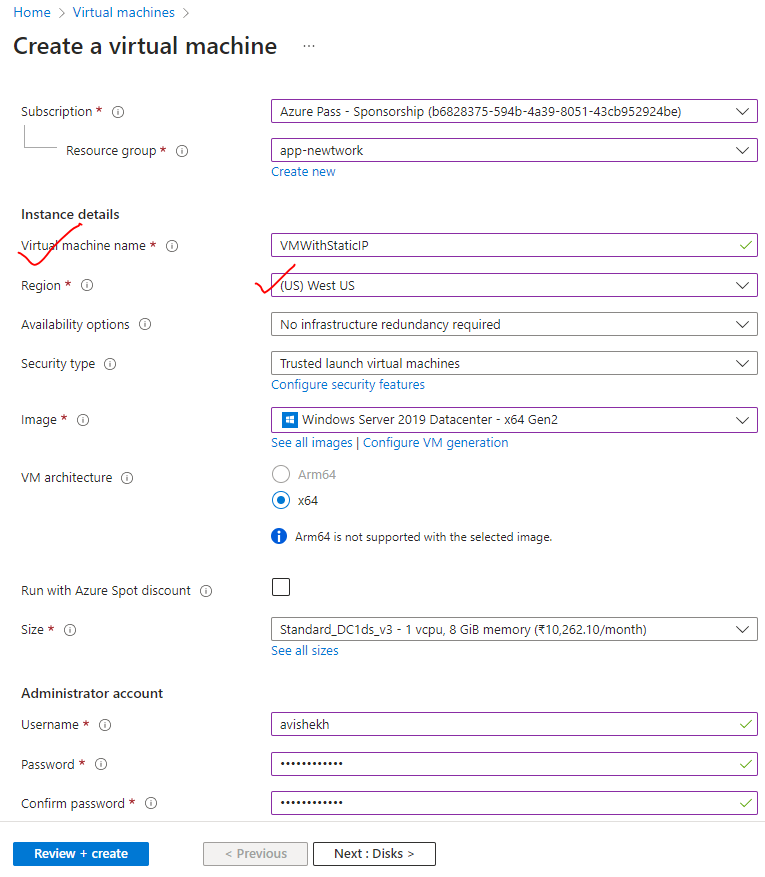 Home > Virtual machines >
Create a virtual machine ...
Subscription * Azure Pass - Sponsorship (b6828375-594b-4a39-8051-43cb952924be)
Resource group * app-newtwork
Create new
Instance details
Virtual machine name * VMWithStaticIP
Region * (US) West US
Availability options No infrastructure redundancy required
Security type Trusted launch virtual machines
Configure security features
Image * Windows Server 2019 Datacenter - x64 Gen2
See all images | Configure VM generation
VM architecture Arm64
x64
Arm64 is not supported with the selected image.
Run with Azure Spot discount
Size * Standard_DC1ds_v3 - 1 vcpu, 8 GiB memory (₹10,262.10/month)
See all sizes
Administrator account
Username * avishekh
Password * ••••••••••••
Confirm password * ••••••••••••
Review + create < Previous Next : Disks >